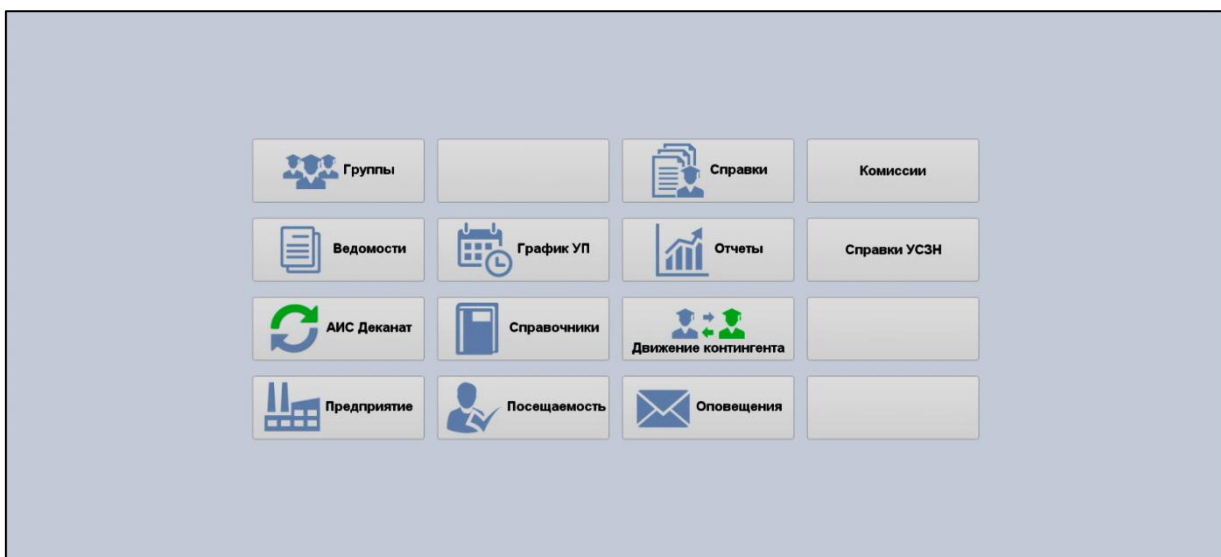 Группы
Справки
Комиссии
Ведомости
График УП
Отчеты
Справки УСЗН
АИС Деканат
Справочники
Движение контингента
Предприятие
Посещаемость
Оповещения